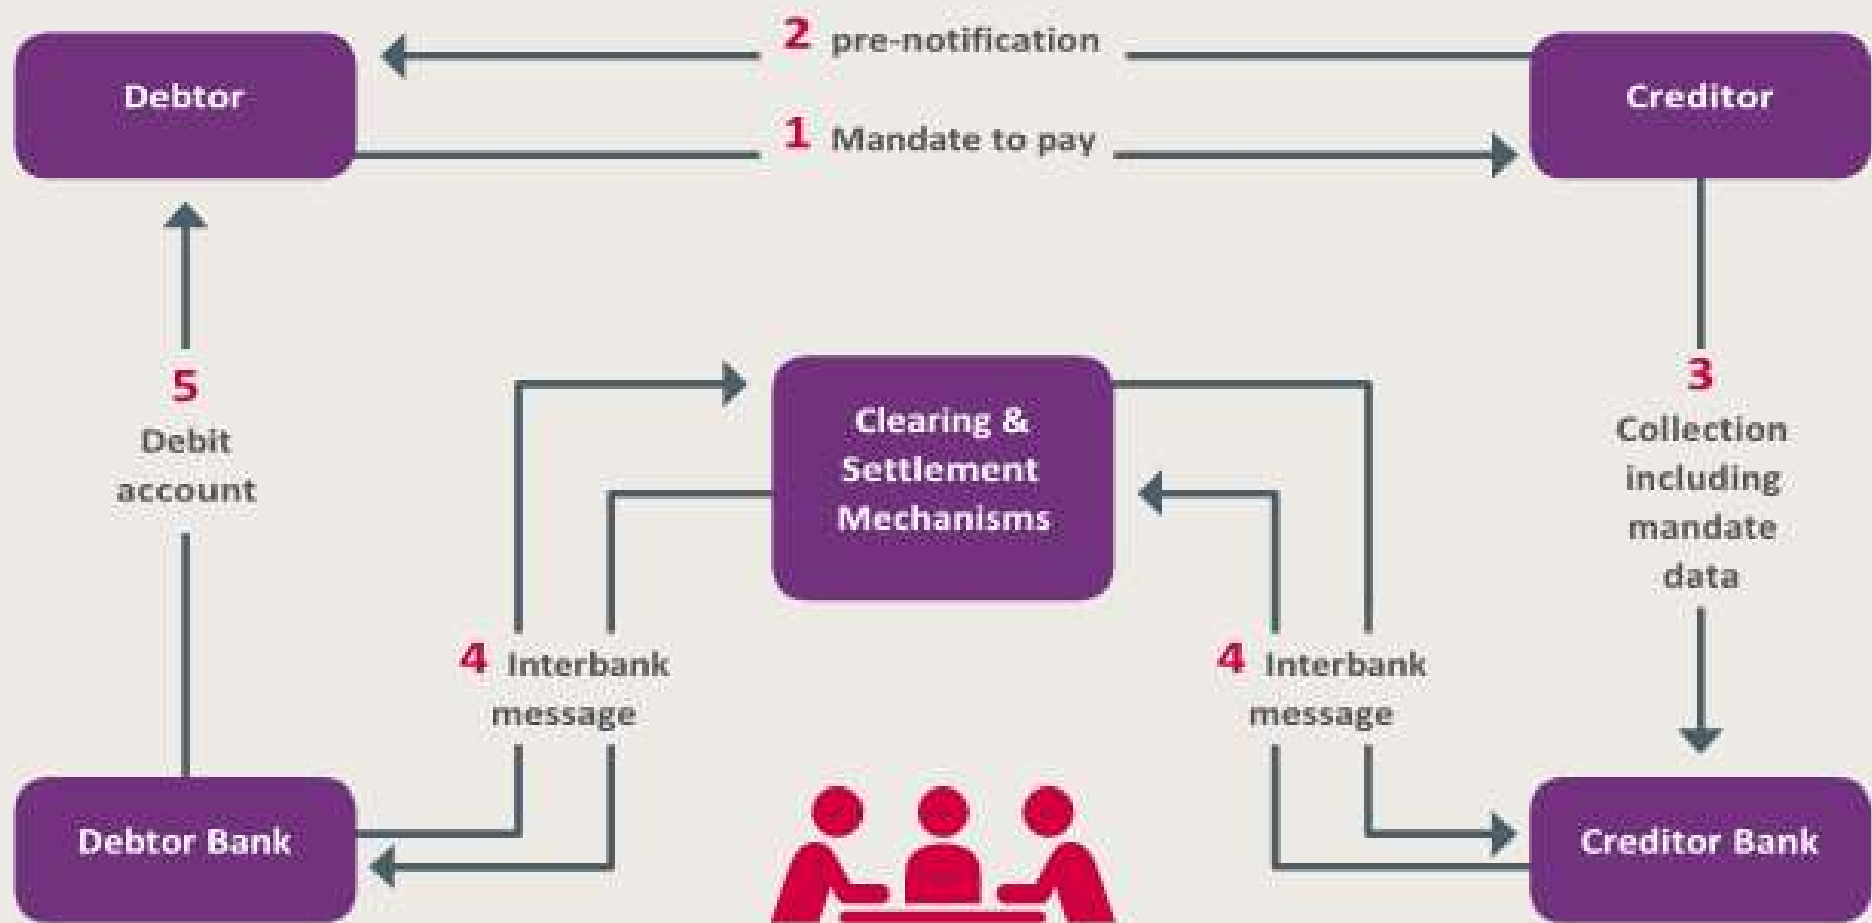 2 pre-notification
Debtor
Creditor
1 Mandate to pay
5
Debit
account
Clearing &
Settlement
Mechanisms
3
Collection
including
mandate
data
4 Interbank
message
4 Interbank
message
Debtor Bank
Creditor Bank